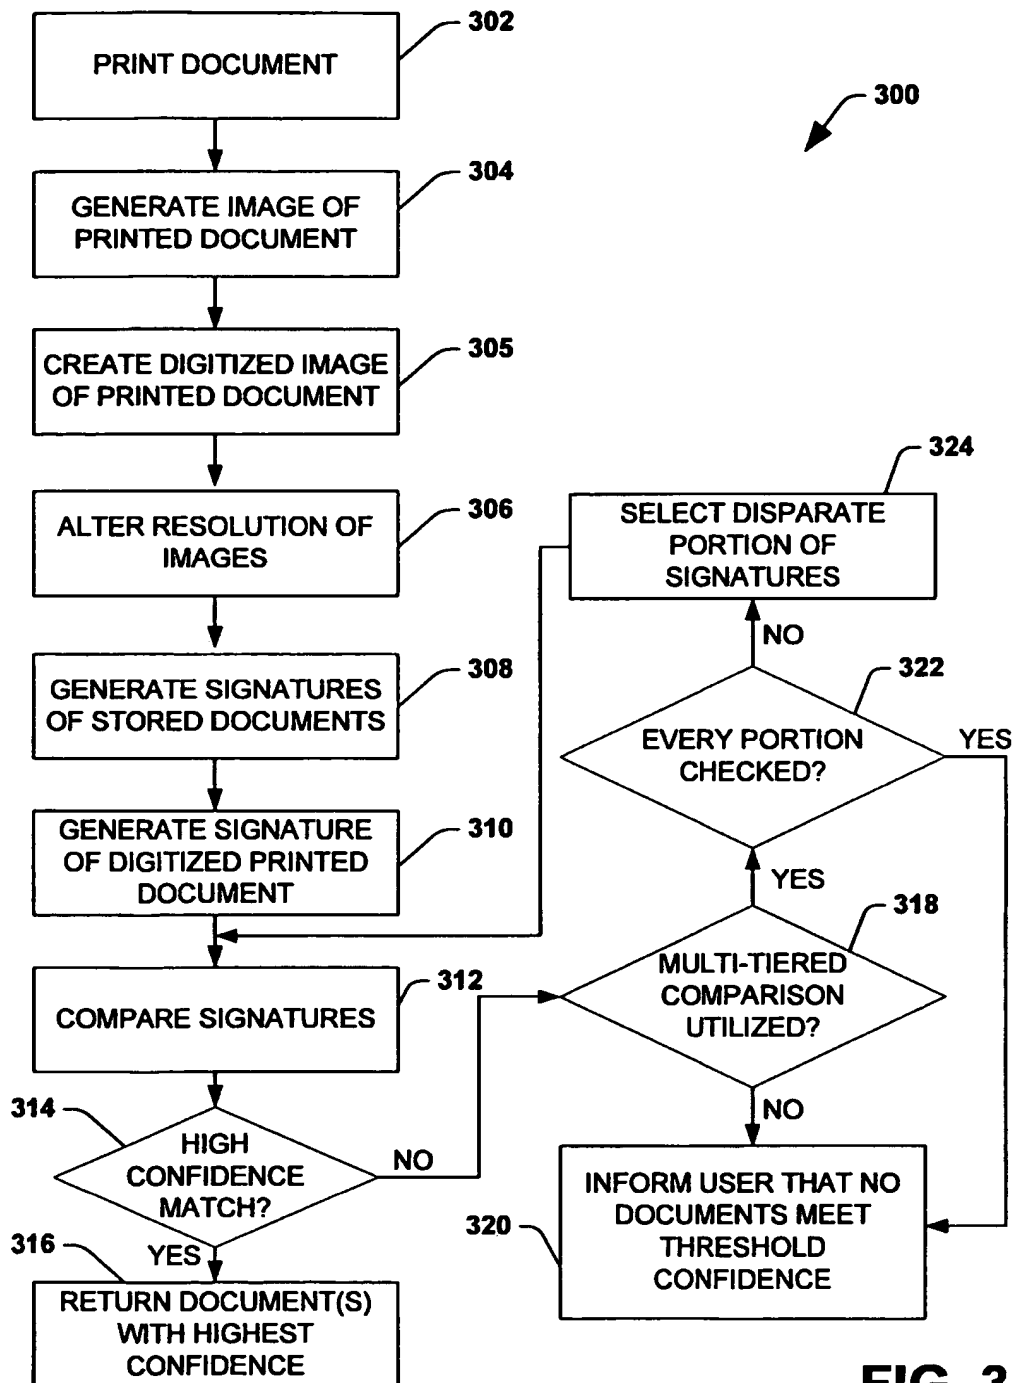 302
PRINT DOCUMENT
300
304
GENERATE IMAGE OF
PRINTED DOCUMENT
305
CREATE DIGITIZED IMAGE
OF PRINTED DOCUMENT
306
ALTER RESOLUTION OF
IMAGES
308
GENERATE SIGNATURES
OF STORED DOCUMENTS
310
GENERATE SIGNATURE
OF DIGITIZED PRINTED
DOCUMENT
312
COMPARE SIGNATURES
314
HIGH
CONFIDENCE
MATCH?
NO
YES
316
RETURN DOCUMENT(S)
WITH HIGHEST
CONFIDENCE
324
SELECT DISPARATE
PORTION OF
SIGNATURES
NO
322
EVERY PORTION
CHECKED?
YES
YES
318
MULTI-TIERED
COMPARISON
UTILIZED?
NO
320
INFORM USER THAT NO
DOCUMENTS MEET
THRESHOLD
CONFIDENCE
FIG. 3